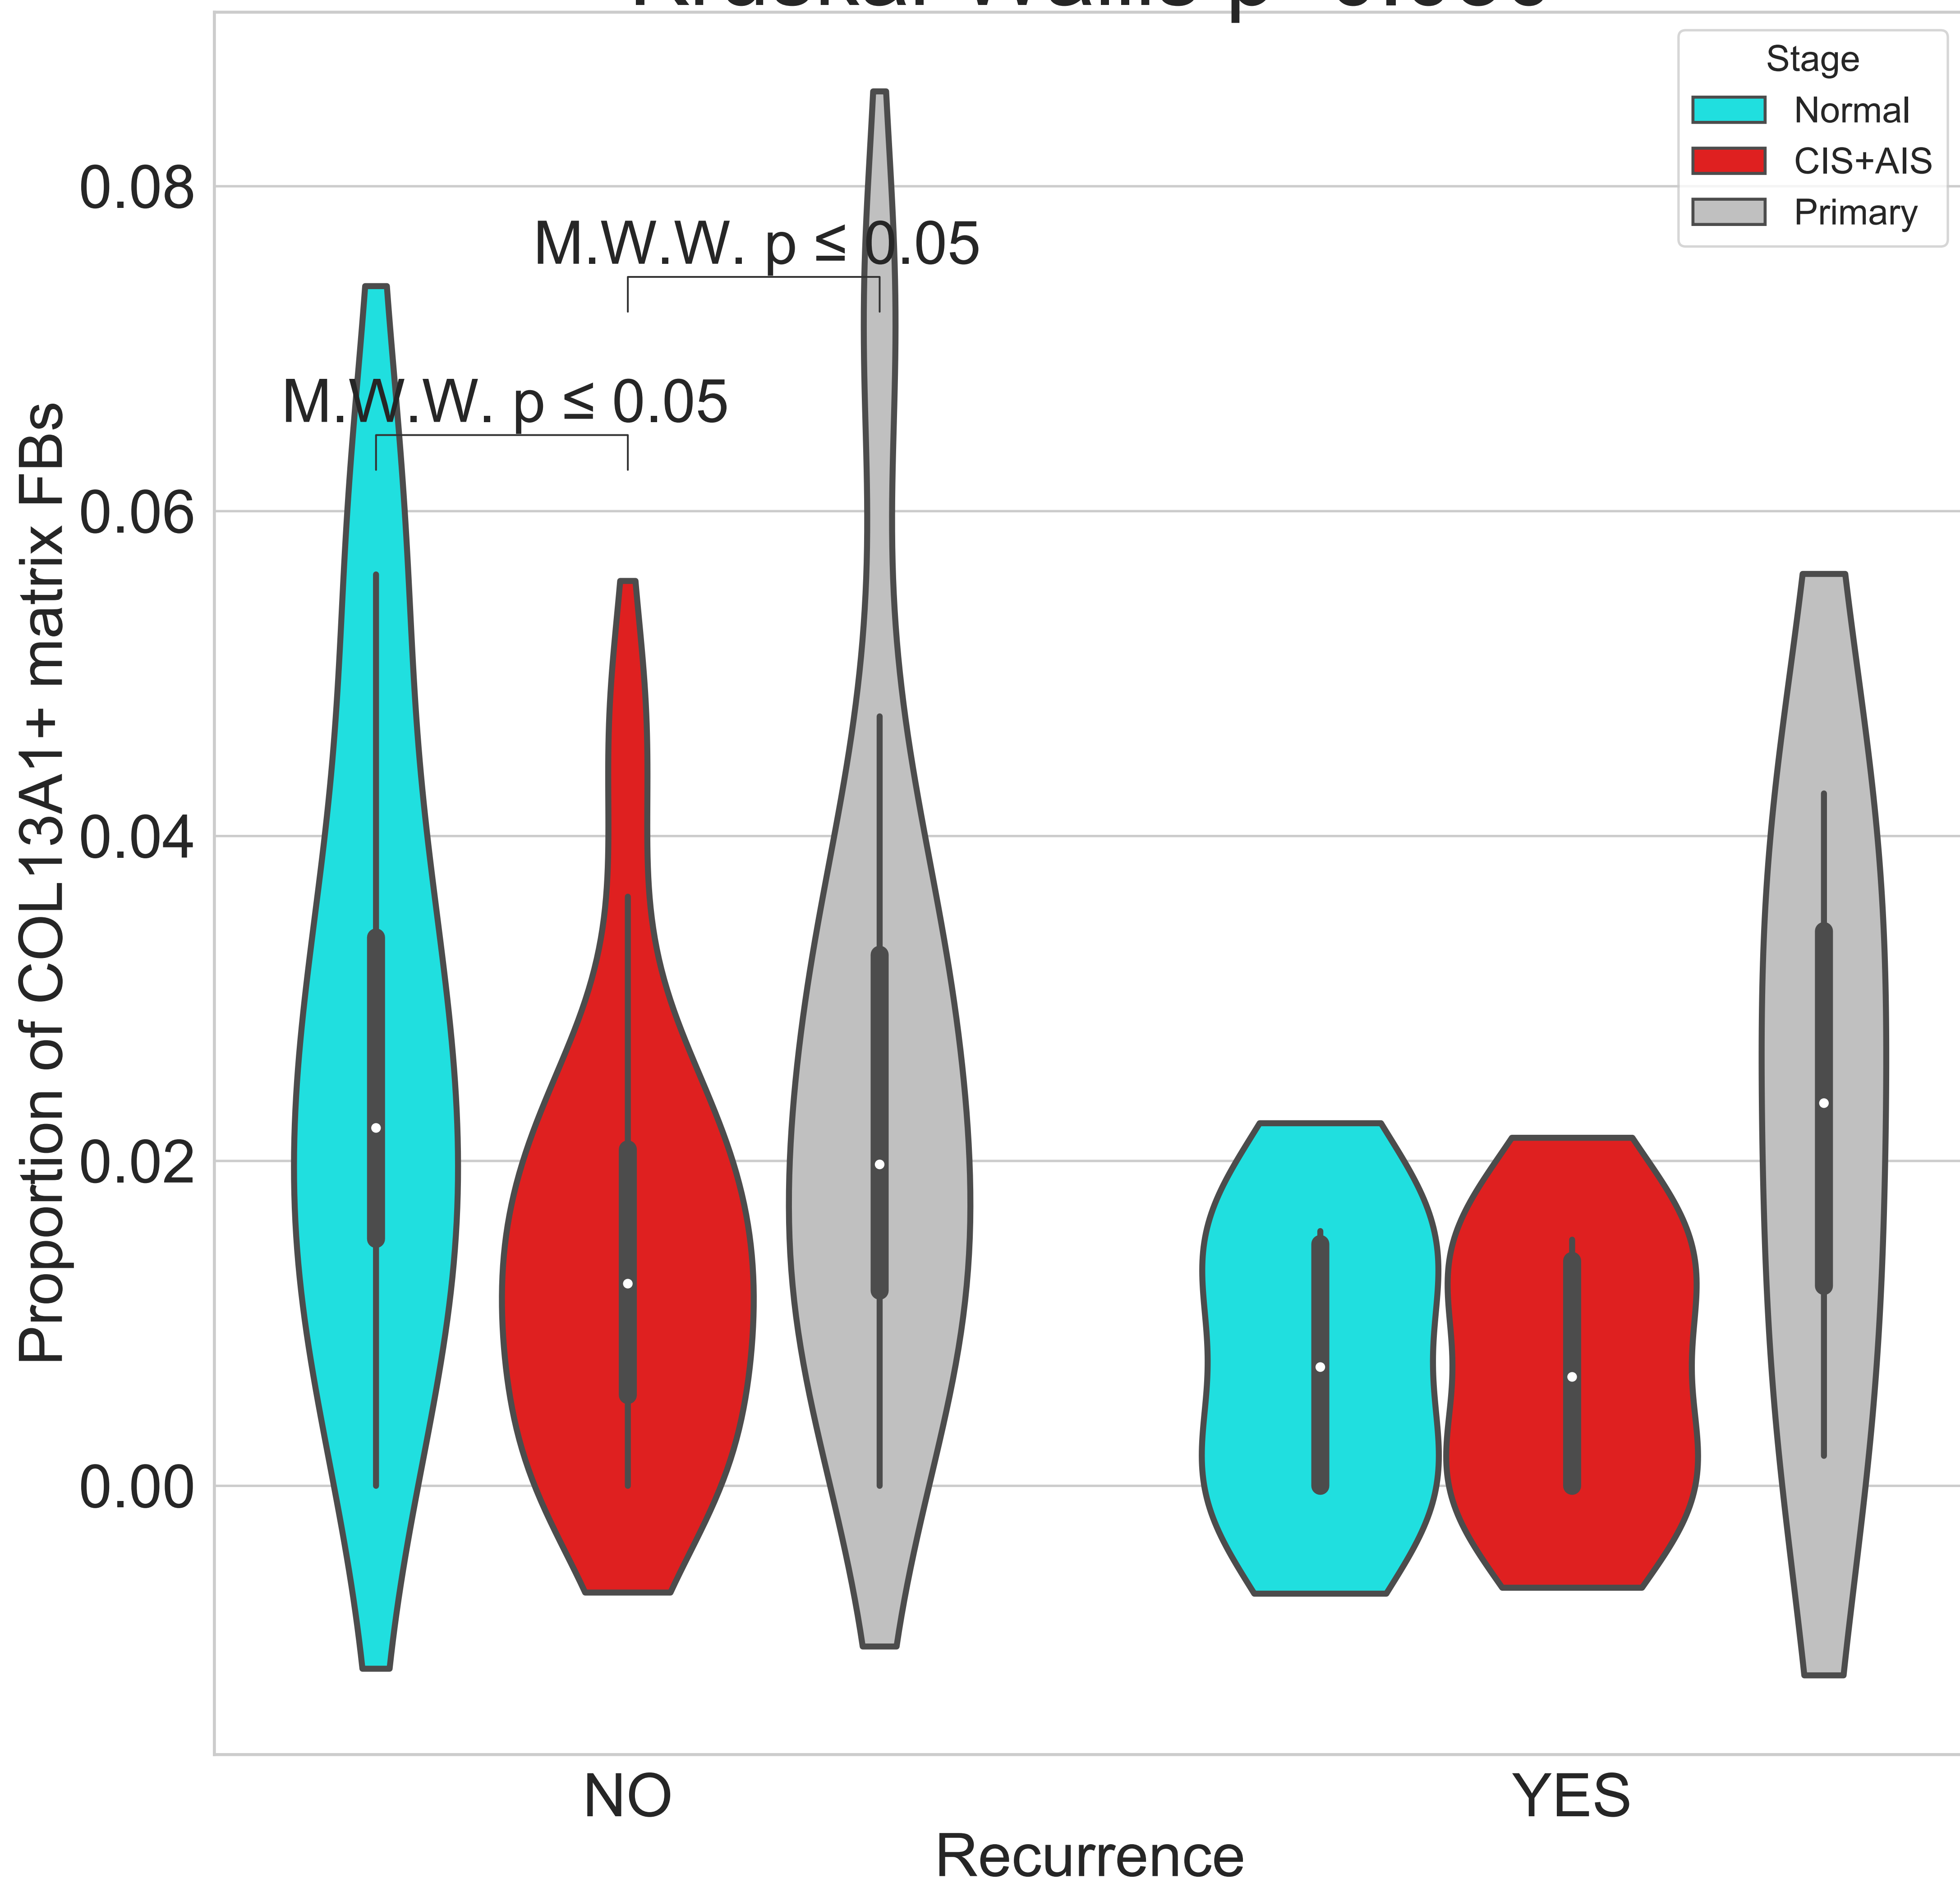 Stage
Normal
CIS+AIS
Primary
0.08
0.06
0.04
0.02
0.00
Proportion of COL13A1+ matrix FBs
M.W.W. p ≤ 0.05
M.W.W. p ≤ 0.05
NO
YES
Recurrence